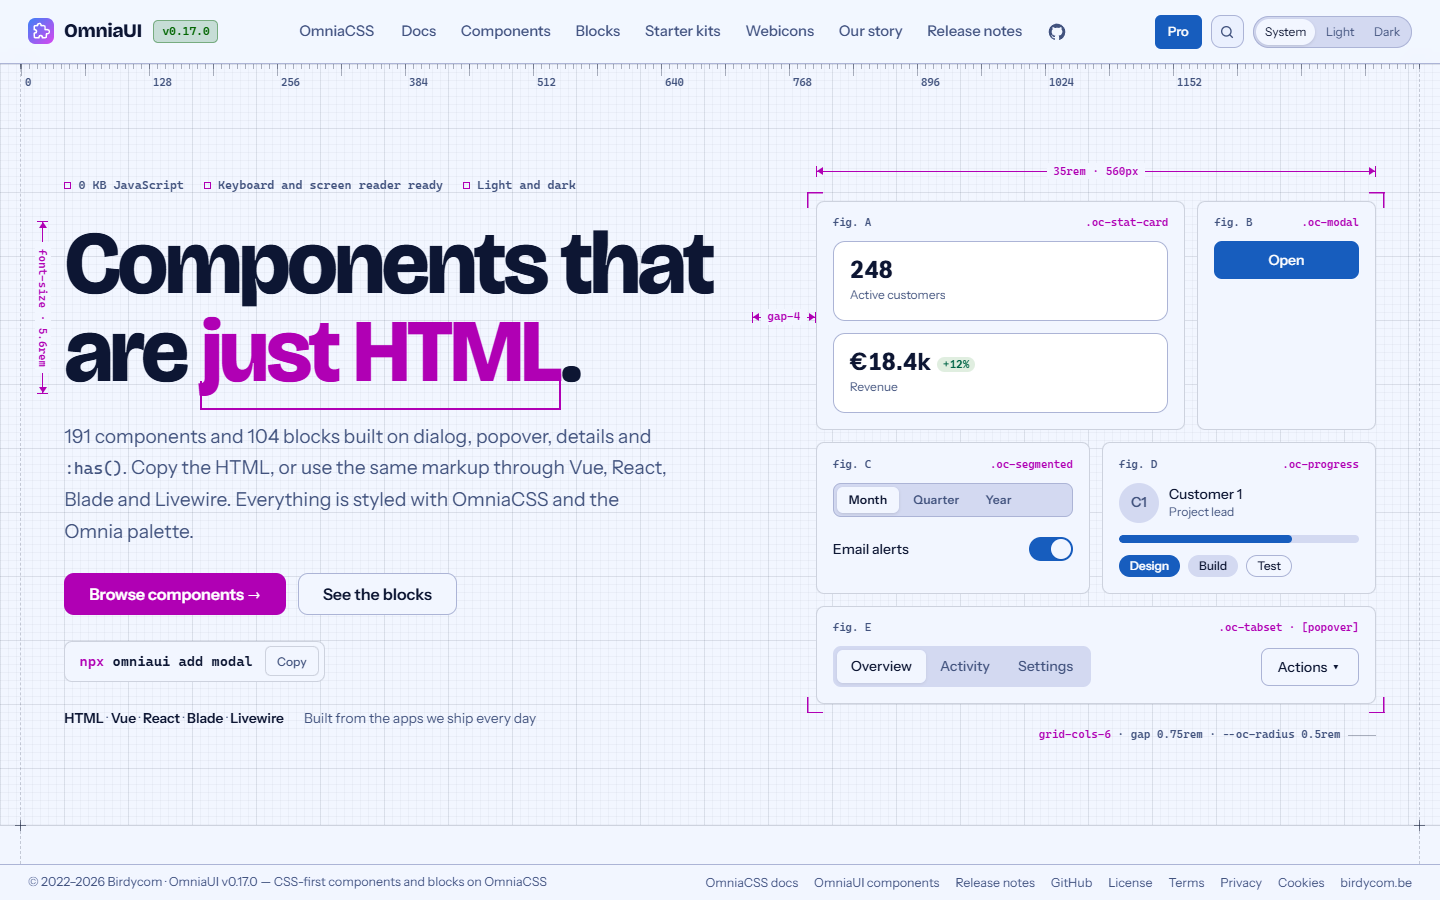 OmniaUI v0.17.0 OmniaCSS Docs Components Blocks Starter kits Webicons Our story Release notes Pro System Light Dark
0 128 256 384 512 640 768 896 1024 1152
0 KB JavaScript Keyboard and screen reader ready Light and dark
font-size · 5.6rem
Components that
are just HTML.
191 components and 104 blocks built on dialog, popover, details and
:has(). Copy the HTML, or use the same markup through Vue, React,
Blade and Livewire. Everything is styled with OmniaCSS and the
Omnia palette.
Browse components → See the blocks
npx omniaui add modal Copy
HTML · Vue · React · Blade · Livewire Built from the apps we ship every day
35rem · 560px
gap-4
fig. A .oc-stat-card
248
Active customers
€18.4k +12%
Revenue
fig. B .oc-modal
Open
fig. C .oc-segmented
Month Quarter Year
Email alerts
fig. D .oc-progress
C1 Customer 1
Project lead
Design Build Test
fig. E .oc-tabset · [popover]
Overview Activity Settings Actions ▾
grid-cols-6 · gap 0.75rem · --oc-radius 0.5rem
© 2022–2026 Birdycom · OmniaUI v0.17.0 — CSS-first components and blocks on OmniaCSS OmniaCSS docs OmniaUI components Release notes GitHub License Terms Privacy Cookies birdycom.be